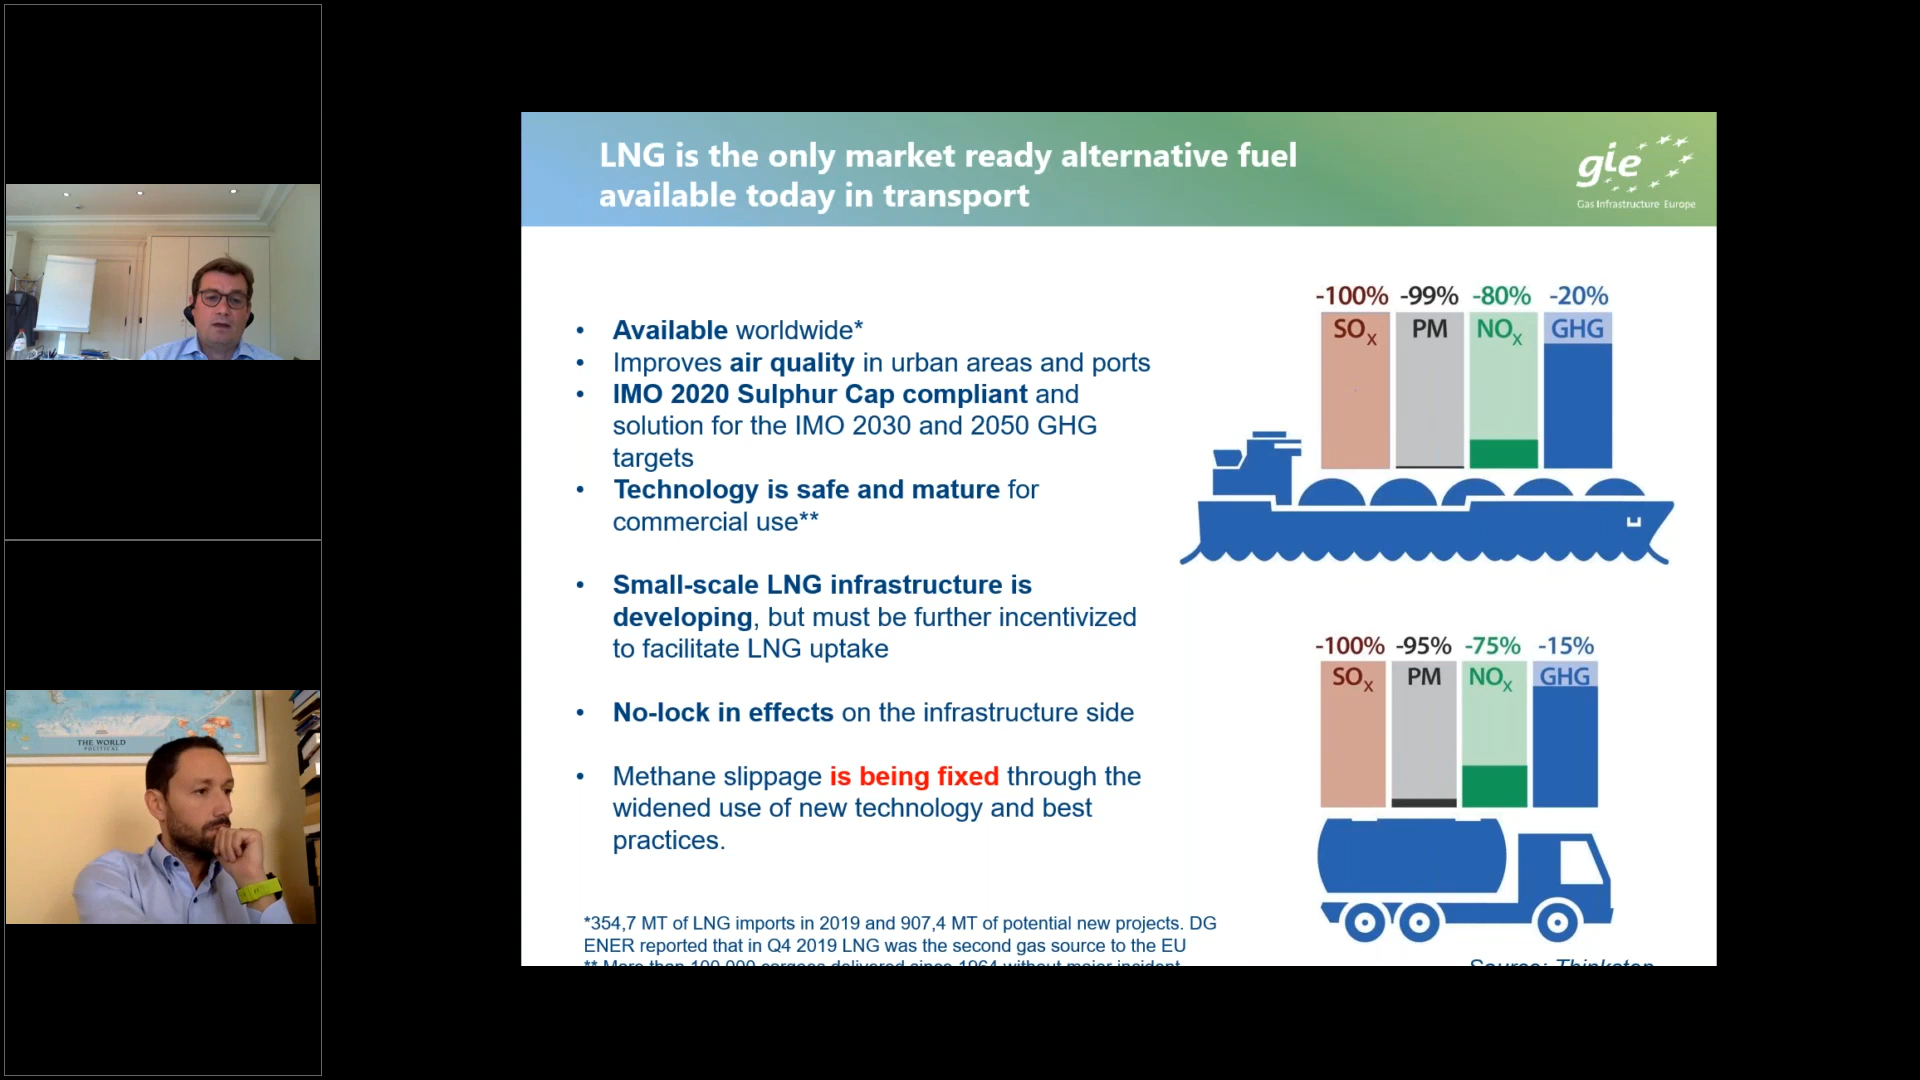 LNG is the only market ready alternative fuel
available today in transport
gie
Gas Infrastructure Europe
• Available worldwide*
• Improves air quality in urban areas and ports
• IMO 2020 Sulphur Cap compliant and
solution for the IMO 2030 and 2050 GHG
targets
• Technology is safe and mature for
commercial use**
• Small-scale LNG infrastructure is
developing, but must be further incentivized
to facilitate LNG uptake
• No-lock in effects on the infrastructure side
• Methane slippage is being fixed through the
widened use of new technology and best
practices.
*354,7 MT of LNG imports in 2019 and 907,4 MT of potential new projects. DG
ENER reported that in Q4 2019 LNG was the second gas source to the EU
** More than 100.000 cargoes delivered since 1964 without major incident
-100% -99% -80% -20%
SOx PM NOx GHG
-100% -95% -75% -15%
SOx PM NOx GHG
Source: Thinkstep
THE WORLD
POLITICAL